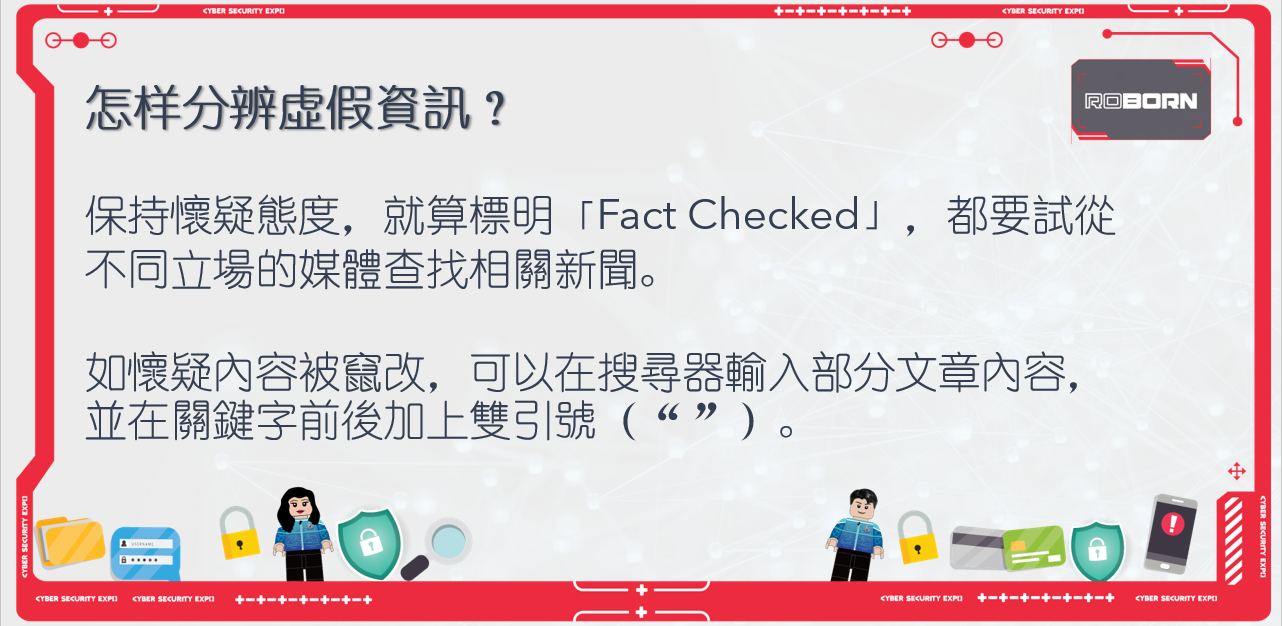 CYBER SECURITY EXPO
CYBER SECURITY EXPO
ROBORN
怎样分辨虛假資訊？
保持懷疑態度，就算標明「Fact Checked」，都要試從
不同立場的媒體查找相關新聞。
如懷疑內容被竄改，可以在搜尋器輸入部分文章內容，
並在關鍵字前後加上雙引號（“ ”）。
CYBER SECURITY EXPO
USERNAME
CYBER SECURITY EXPO
CYBER SECURITY EXPO
CYBER SECURITY EXPO
CYBER SECURITY EXPO
CYBER SECURITY EXPO